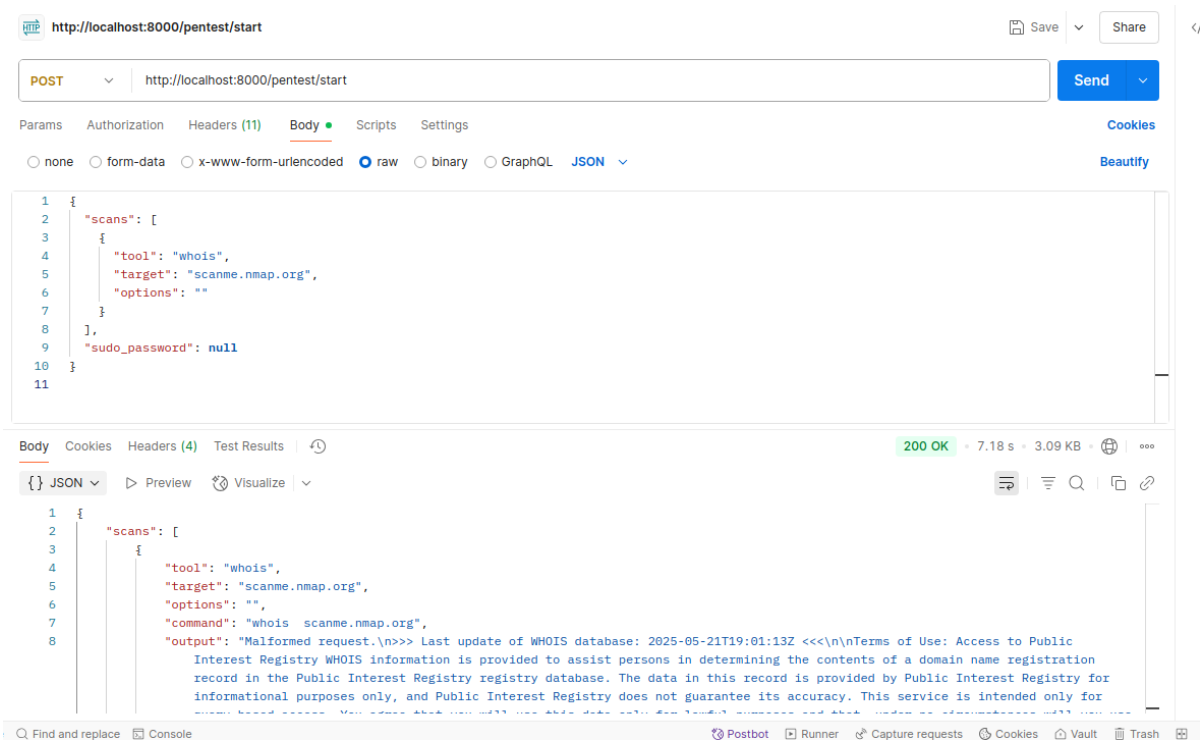 HTTP http://localhost:8000/pentest/start Save Share
POST http://localhost:8000/pentest/start Send
Params Authorization Headers (11) Body Scripts Settings Cookies
none form-data x-www-form-urlencoded raw binary GraphQL JSON Beautify
1 {
2 "scans": [
3 {
4 "tool": "whois",
5 "target": "scanme.nmap.org",
6 "options": ""
7 }
8 ],
9 "sudo_password": null
10 }
11
Body Cookies Headers (4) Test Results 200 OK 7.18 s 3.09 KB
{} JSON Preview Visualize
1 {
2 "scans": [
3 {
4 "tool": "whois",
5 "target": "scanme.nmap.org",
6 "options": "",
7 "command": "whois  scanme.nmap.org",
8 "output": "Malformed request.\n>>> Last update of WHOIS database: 2025-05-21T19:01:13Z <<<\n\nTerms of Use: Access to Public
Interest Registry WHOIS information is provided to assist persons in determining the contents of a domain name registration
record in the Public Interest Registry registry database. The data in this record is provided by Public Interest Registry for
informational purposes only, and Public Interest Registry does not guarantee its accuracy. This service is intended only for
Find and replace Console Postbot Runner Capture requests Cookies Vault Trash